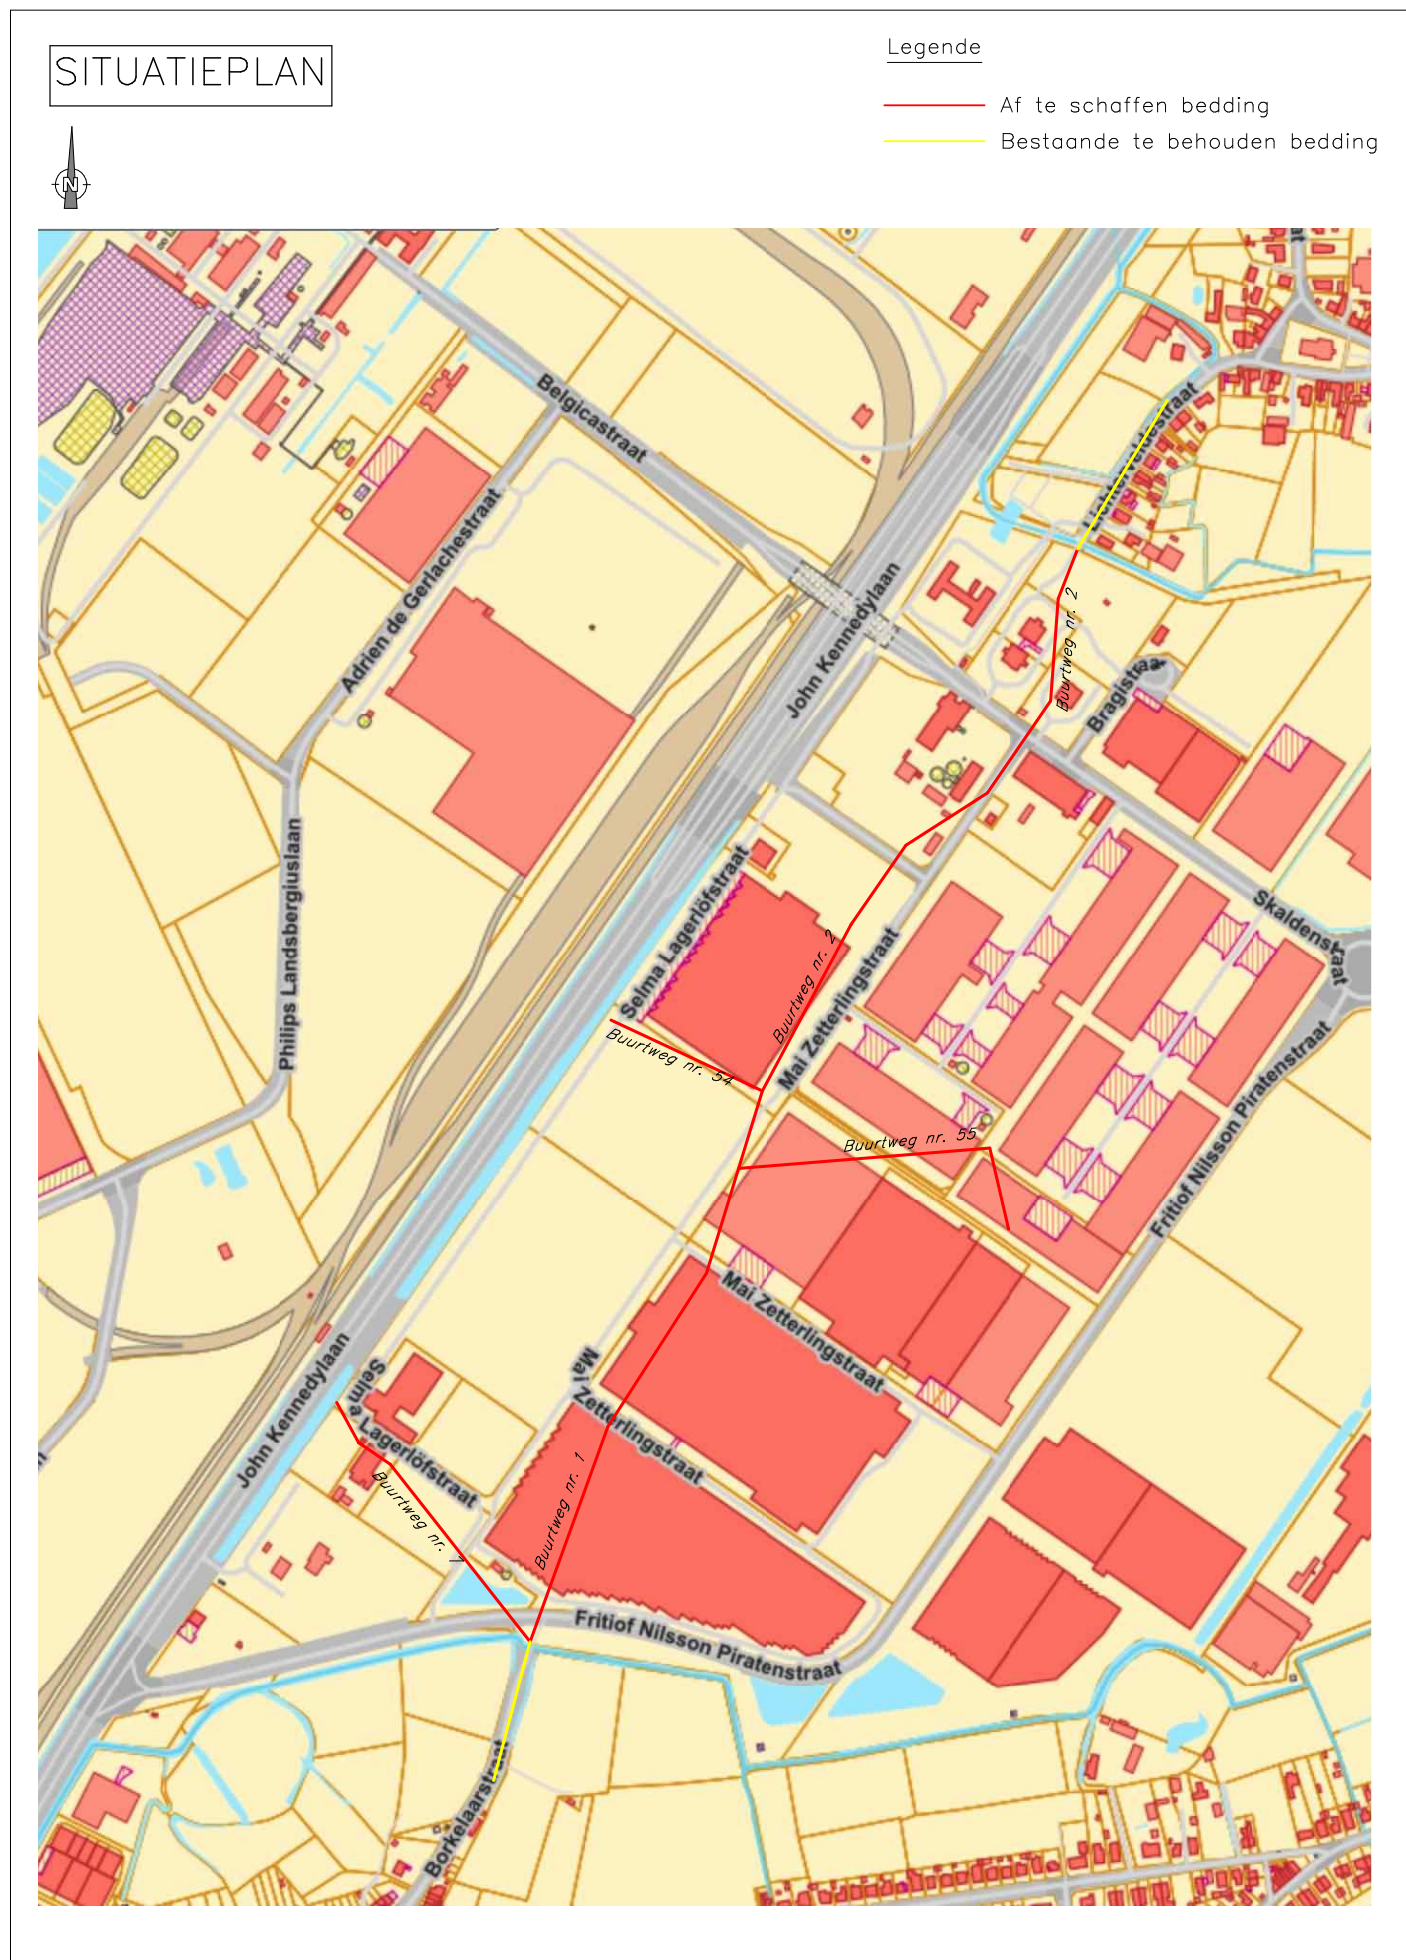 SITUATIEPLAN
Legende
Af te schaffen bedding
Bestaande te behouden bedding
N
Belgicastraat
Adrien de Gerlachestraat
John Kennedylaan
Buurtweg nr. 2
Bragistraat
Philips Landsbergiuslaan
Selma Lagerlöfstraat
Skaldenstraat
Buurtweg nr. 2
Mai Zetterlingstraat
Buurtweg nr. 54
Buurtweg nr. 55
Fritiof Nilsson Piratenstraat
Mai Zetterlingstraat
John Kennedylaan
Selma Lagerlöfstraat
Mai Zetterlingstraat
Buurtweg nr. 1
Buurtweg nr. 1
Fritiof Nilsson Piratenstraat
Borkelaarstraat